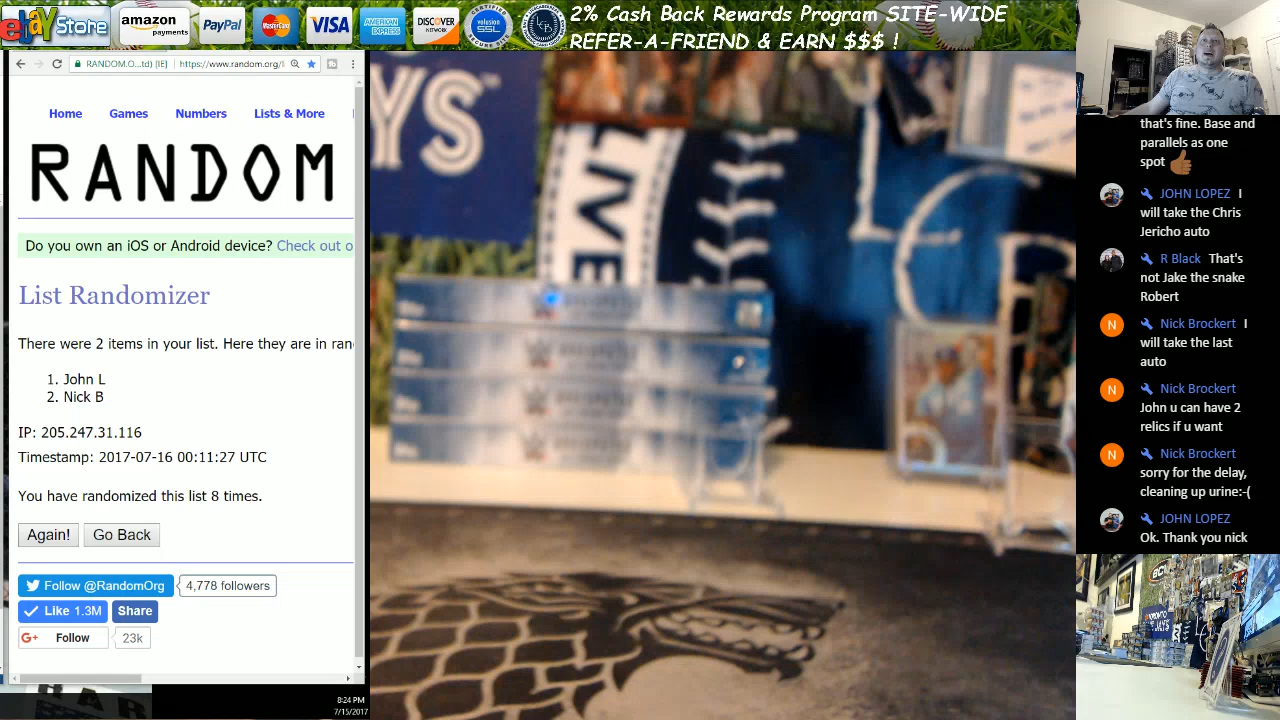 ebay Store
amazon
payments
PayPal
MasterCard
VISA
AMERICAN
EXPRESS
DISCOVER
NETWORK
volusion
SSL
2% Cash Back Rewards Program SITE-WIDE
REFER-A-FRIEND & EARN $$$ !
RANDOM.O...td) [IE]
https://www.random.org/l
Home Games Numbers Lists & More
RANDOM
Do you own an iOS or Android device? Check out o
List Randomizer
There were 2 items in your list. Here they are in ran
1. John L
2. Nick B
IP: 205.247.31.116
Timestamp: 2017-07-16 00:11:27 UTC
You have randomized this list 8 times.
Again! Go Back
Follow @RandomOrg 4,778 followers
Like 1.3M Share
G+ Follow 23k
8:24 PM
7/15/2017
YS
LIVE
that's fine. Base and
parallels as one
spot
JOHN LOPEZ I
will take the Chris
Jericho auto
R Black That's
not Jake the snake
Robert
N Nick Brockert I
will take the last
auto
N Nick Brockert
John u can have 2
relics if u want
N Nick Brockert
sorry for the delay,
cleaning up urine:-(
JOHN LOPEZ
Ok. Thank you nick